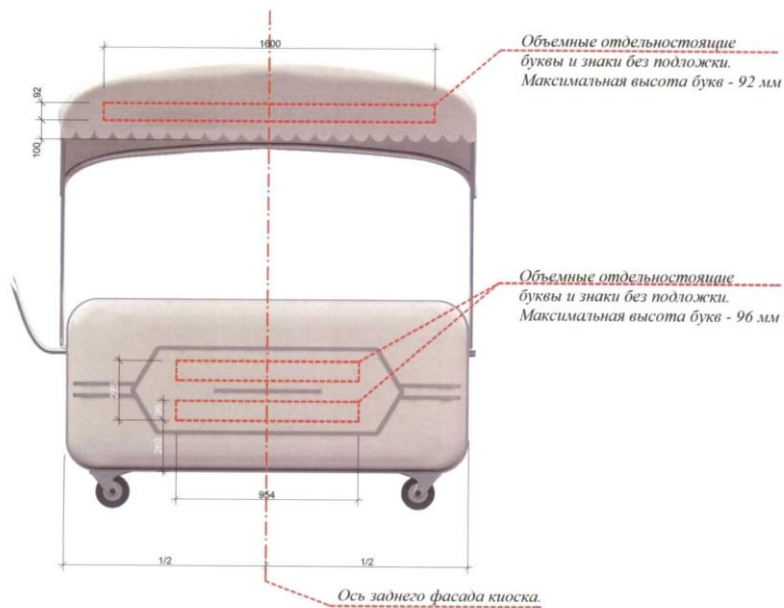 1600
Объемные отдельностоящие
буквы и знаки без подложки.
Максимальная высота букв - 92 мм
92
100
Объемные отдельностоящие
буквы и знаки без подложки.
Максимальная высота букв - 96 мм
96
954
1/2
1/2
Ось заднего фасада киоска.